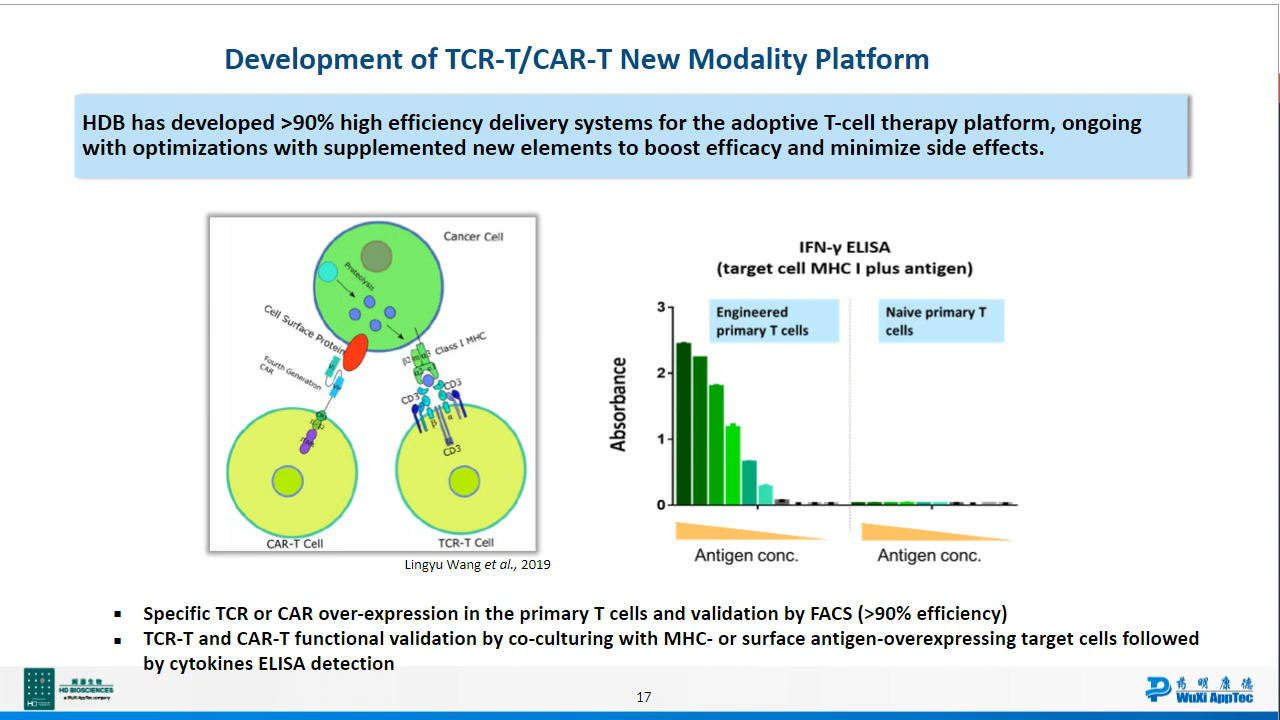 Development of TCR-T/CAR-T New Modality Platform
HDB has developed >90% high efficiency delivery systems for the adoptive T-cell therapy platform, ongoing
with optimizations with supplemented new elements to boost efficacy and minimize side effects.
Cancer Cell
Proteolysis
Cell Surface Protein
Class I MHC
β2-m α3
Fourth Generation
CAR
CD3
CD3
β
α
CD3
CAR-T Cell
TCR-T Cell
Lingyu Wang et al., 2019
IFN-γ ELISA
(target cell MHC I plus antigen)
Engineered
primary T cells
Naive primary T
cells
Absorbance
3
2
1
0
Antigen conc.
Antigen conc.
▪ Specific TCR or CAR over-expression in the primary T cells and validation by FACS (>90% efficiency)
▪ TCR-T and CAR-T functional validation by co-culturing with MHC- or surface antigen-overexpressing target cells followed
by cytokines ELISA detection
HD BIOSCIENCES
a WuXi AppTec company
17
药明康德
WuXi AppTec